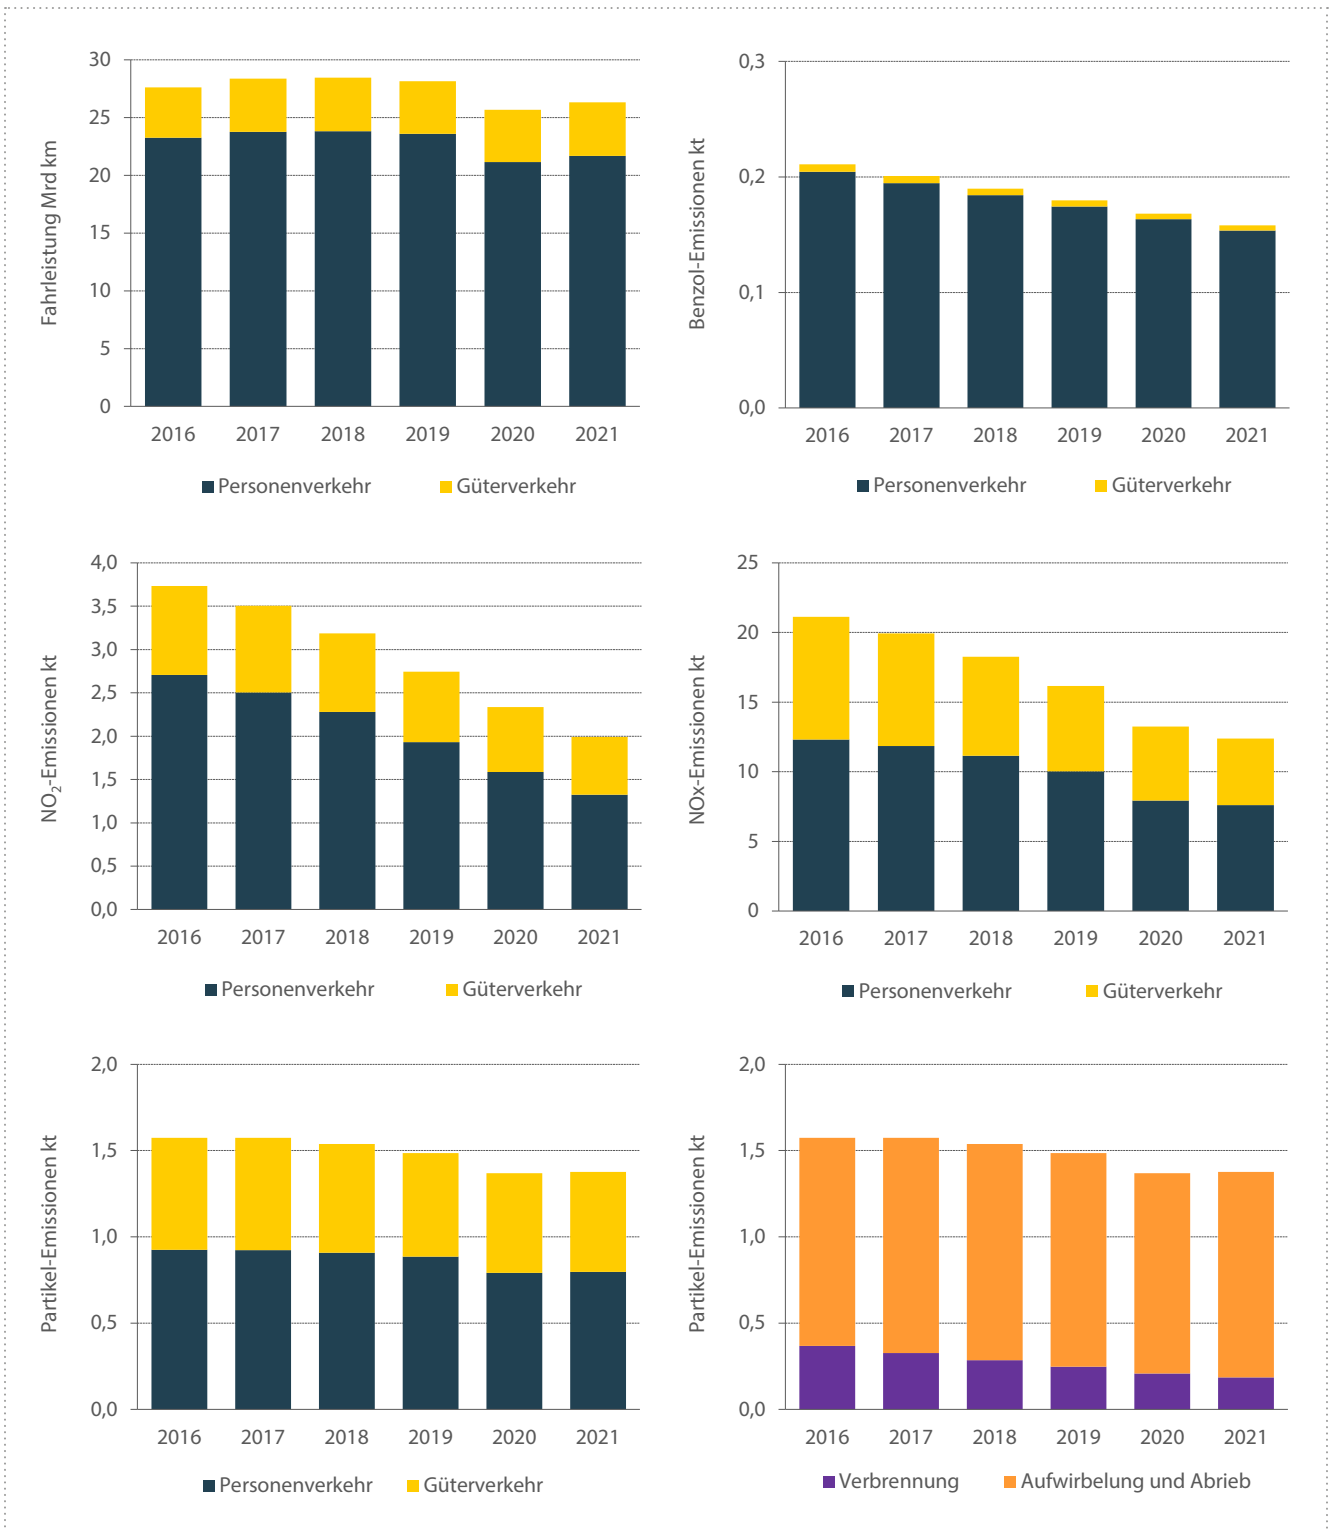 Fahrleistung Mrd km
30
25
20
15
10
5
0
2016 2017 2018 2019 2020 2021
Personenverkehr Güterverkehr
Benzol-Emissionen kt
0,3
0,2
0,1
0,0
2016 2017 2018 2019 2020 2021
Personenverkehr Güterverkehr
NO₂-Emissionen kt
4,0
3,5
3,0
2,5
2,0
1,5
1,0
0,5
0,0
2016 2017 2018 2019 2020 2021
Personenverkehr Güterverkehr
NOx-Emissionen kt
25
20
15
10
5
0
2016 2017 2018 2019 2020 2021
Personenverkehr Güterverkehr
Partikel-Emissionen kt
2,0
1,5
1,0
0,5
0,0
2016 2017 2018 2019 2020 2021
Personenverkehr Güterverkehr
Partikel-Emissionen kt
2,0
1,5
1,0
0,5
0,0
2016 2017 2018 2019 2020 2021
Verbrennung Aufwirbelung und Abrieb